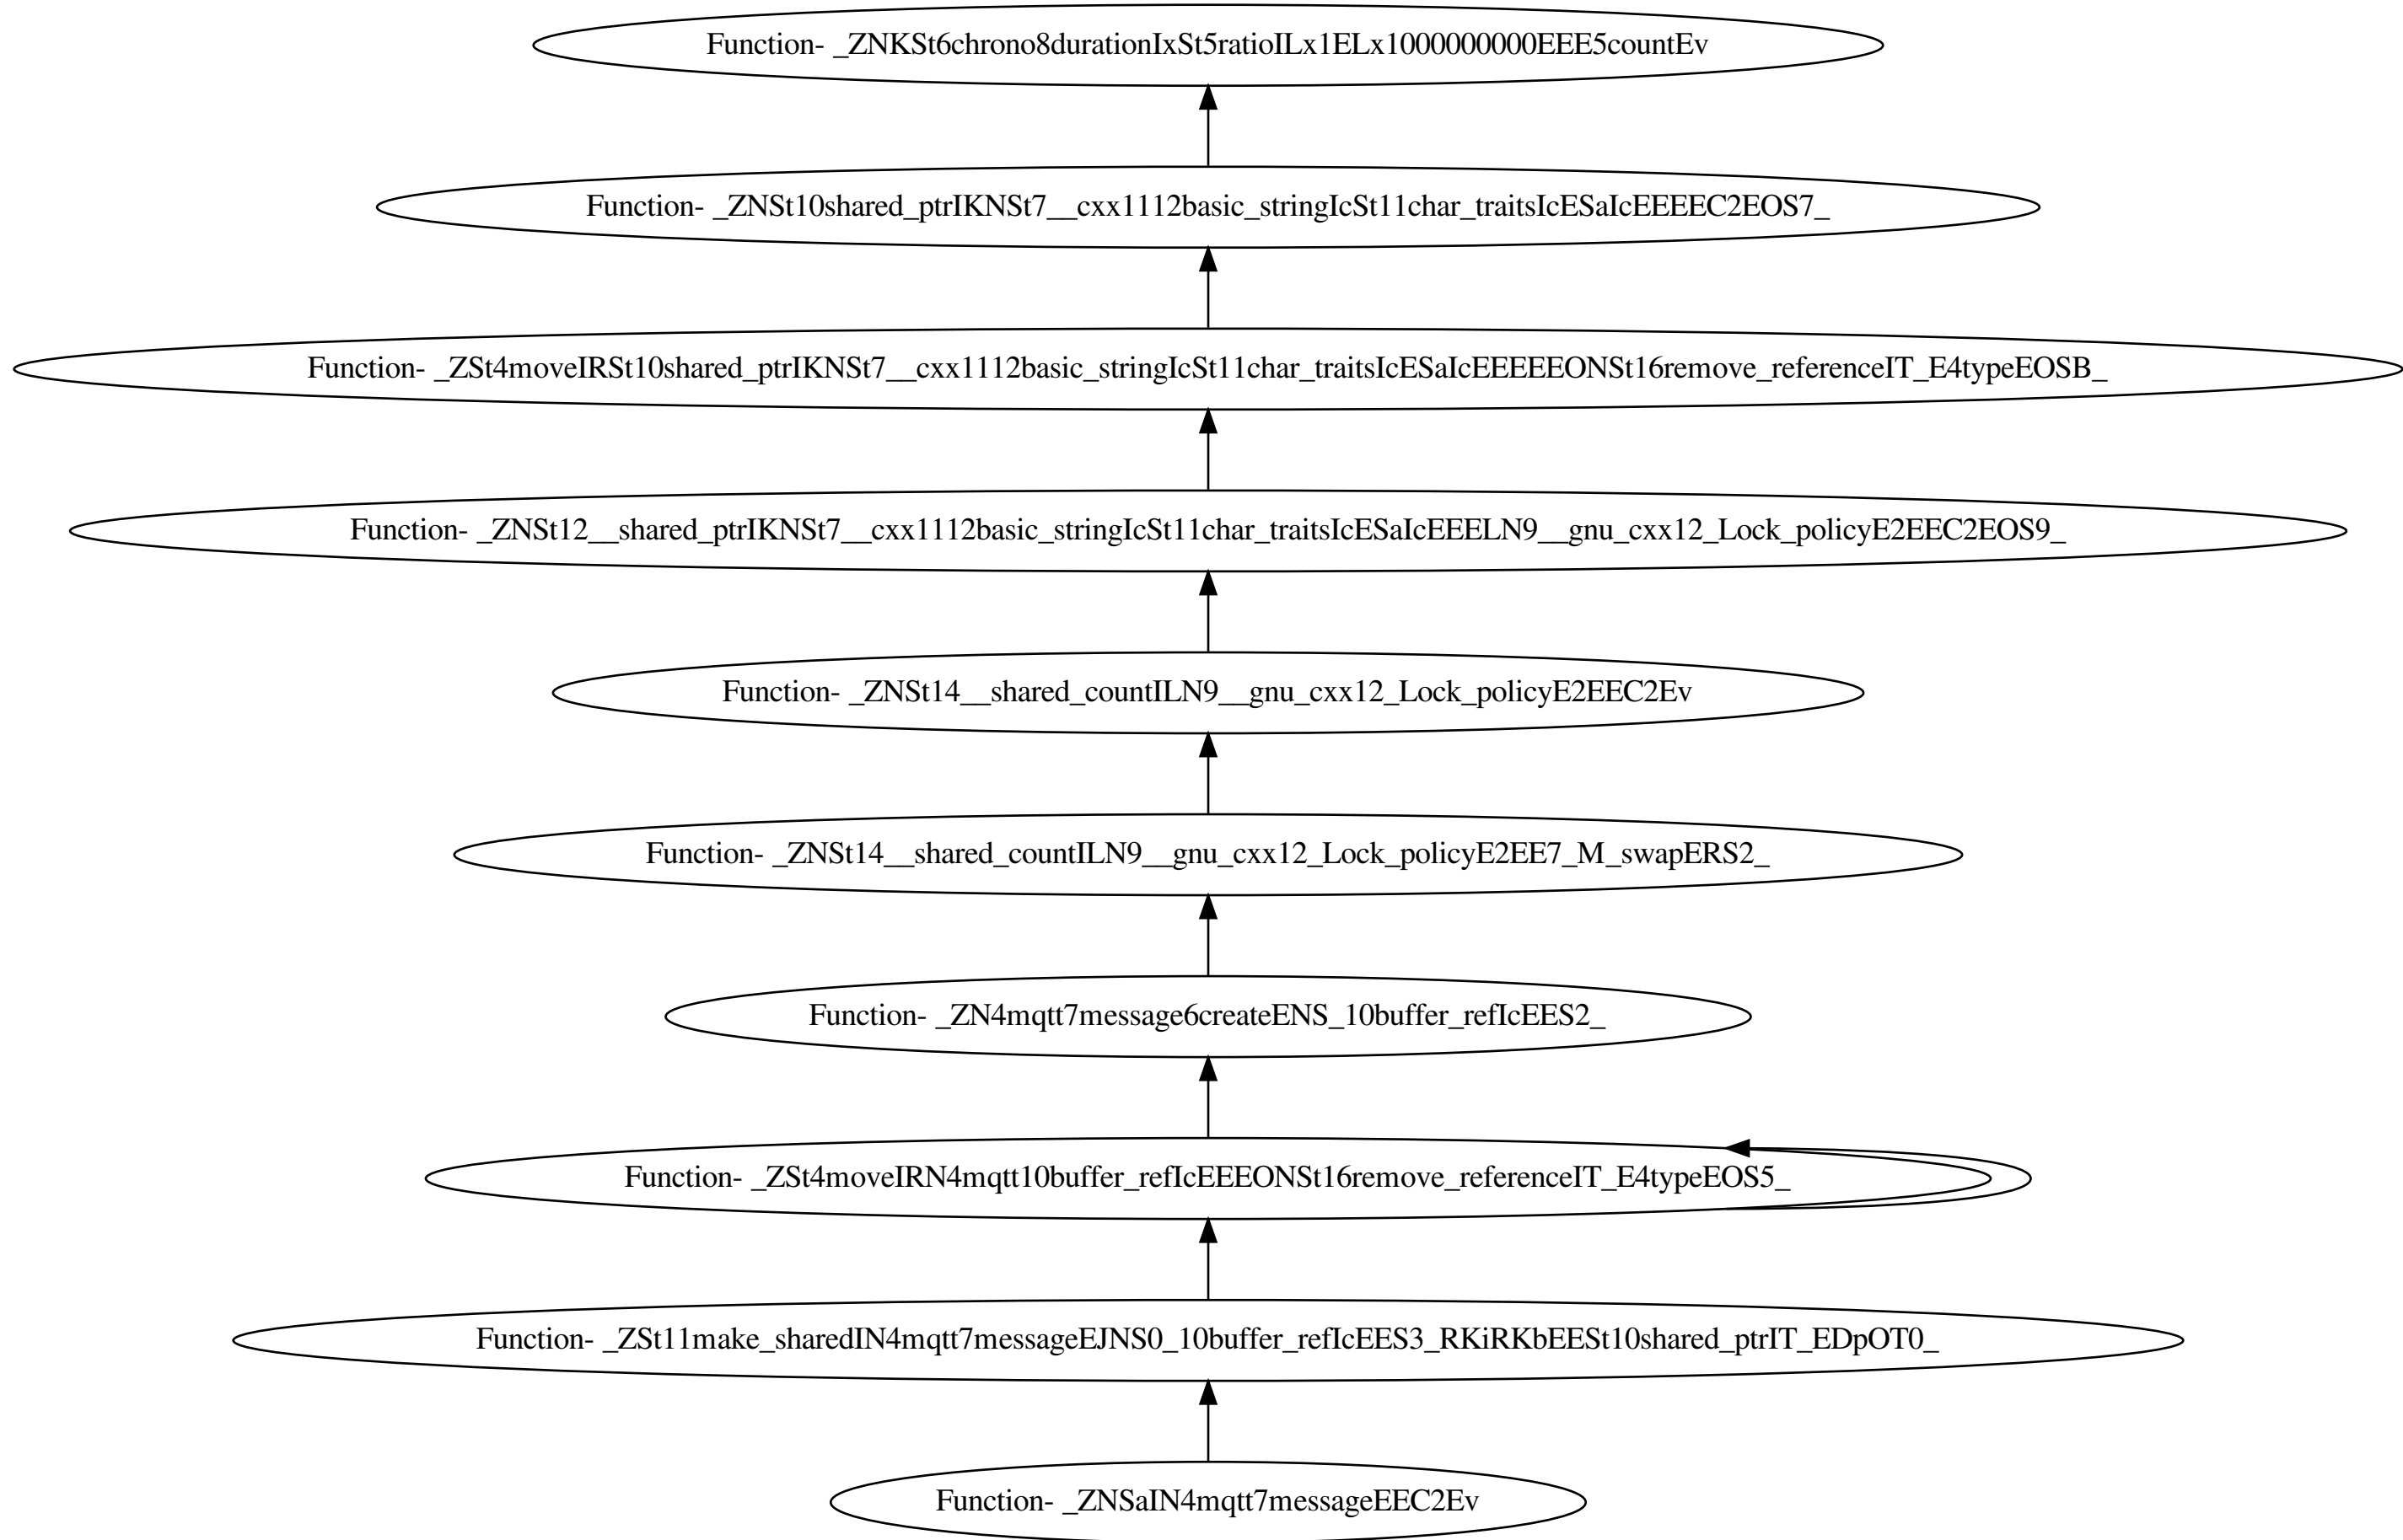 Function- _ZNKSt6chrono8durationIxSt5ratioILx1ELx1000000000EEE5countEv
Function- _ZNSt10shared_ptrIKNSt7__cxx1112basic_stringIcSt11char_traitsIcESaIcEEEEC2EOS7_
Function- _ZSt4moveIRSt10shared_ptrIKNSt7__cxx1112basic_stringIcSt11char_traitsIcESaIcEEEEEONSt16remove_referenceIT_E4typeEOSB_
Function- _ZNSt12__shared_ptrIKNSt7__cxx1112basic_stringIcSt11char_traitsIcESaIcEEELN9__gnu_cxx12_Lock_policyE2EEC2EOS9_
Function- _ZNSt14__shared_countILN9__gnu_cxx12_Lock_policyE2EEC2Ev
Function- _ZNSt14__shared_countILN9__gnu_cxx12_Lock_policyE2EE7_M_swapERS2_
Function- _ZN4mqtt7message6createENS_10buffer_refIcEES2_
Function- _ZSt4moveIRN4mqtt10buffer_refIcEEEONSt16remove_referenceIT_E4typeEOS5_
Function- _ZSt11make_sharedIN4mqtt7messageEJNS0_10buffer_refIcEES3_RKiRKbEESt10shared_ptrIT_EDpOT0_
Function- _ZNSaIN4mqtt7messageEEC2Ev